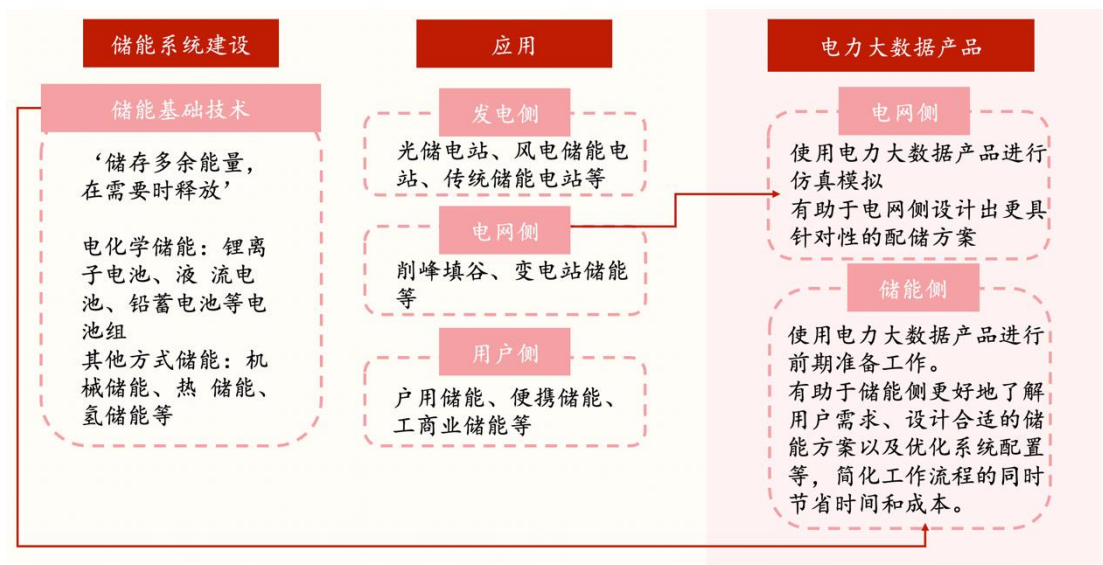 储能系统建设
储能基础技术
‘储存多余能量,
在需要时释放’
电化学储能：锂离
子电池、液 流电
池、铅蓄电池等电
池组
其他方式储能：机
械储能、热 储能、
氢储能等
应用
发电侧
光储电站、风电储能电
站、传统储能电站等
电网侧
削峰填谷、变电站储能
等
用户侧
户用储能、便携储能、
工商业储能等
电力大数据产品
电网侧
使用电力大数据产品进行
仿真模拟
有助于电网侧设计出更具
针对性的配储方案
储能侧
使用电力大数据产品进行
前期准备工作。
有助于储能侧更好地了解
用户需求、设计合适的储
能方案以及优化系统配置
等，简化工作流程的同时
节省时间和成本。